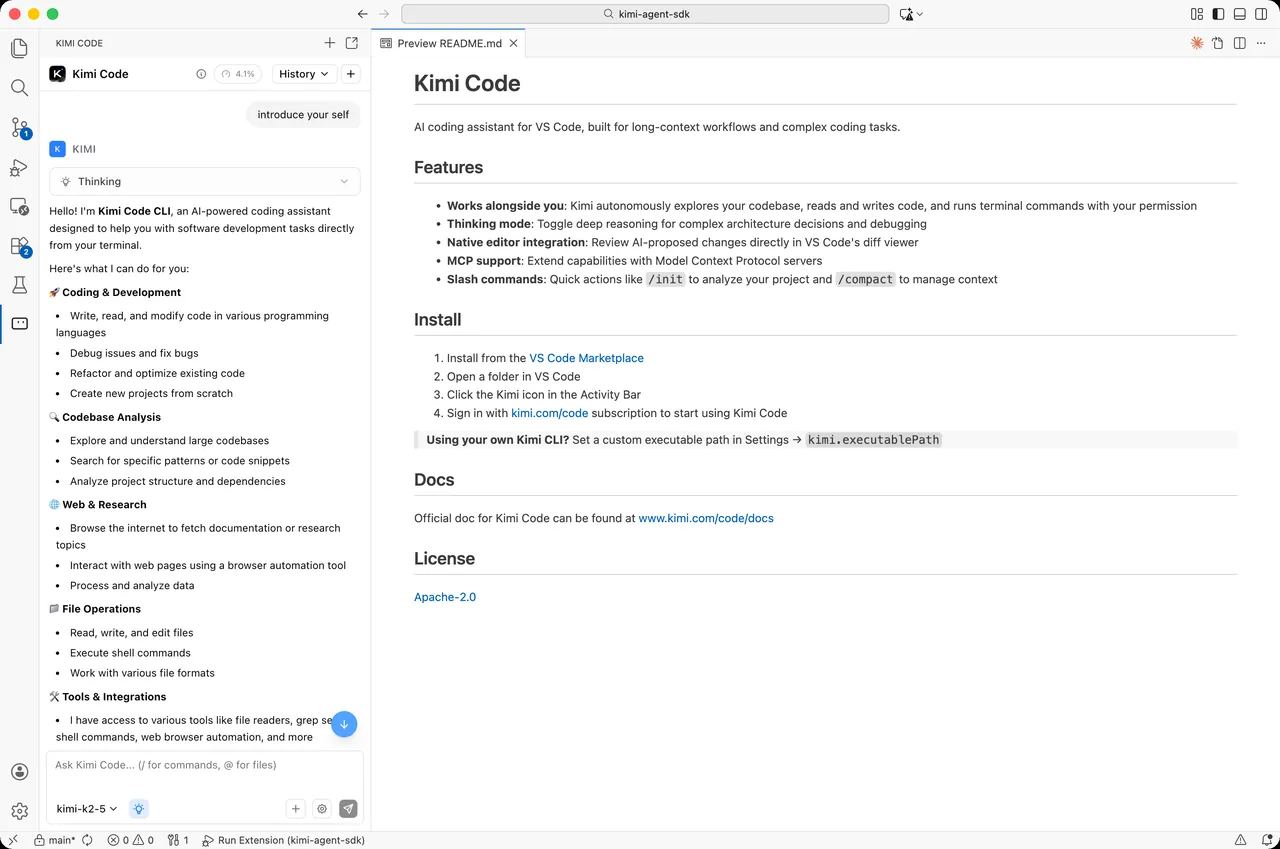 kimi-agent-sdk
KIMI CODE
Kimi Code
4.1%
History
introduce your self
K KIMI
Thinking
Hello! I'm Kimi Code CLI, an AI-powered coding assistant
designed to help you with software development tasks directly
from your terminal.
Here's what I can do for you:
🚀 Coding & Development
• Write, read, and modify code in various programming
languages
• Debug issues and fix bugs
• Refactor and optimize existing code
• Create new projects from scratch
🔍 Codebase Analysis
• Explore and understand large codebases
• Search for specific patterns or code snippets
• Analyze project structure and dependencies
🌐 Web & Research
• Browse the internet to fetch documentation or research
topics
• Interact with web pages using a browser automation tool
• Process and analyze data
📁 File Operations
• Read, write, and edit files
• Execute shell commands
• Work with various file formats
🛠 Tools & Integrations
• I have access to various tools like file readers, grep
shell commands, web browser automation, and more
Ask Kimi Code... (/ for commands, @ for files)
kimi-k2-5
1
2
Preview README.md
Kimi Code
AI coding assistant for VS Code, built for long-context workflows and complex coding tasks.
Features
• Works alongside you: Kimi autonomously explores your codebase, reads and writes code, and runs terminal commands with your permission
• Thinking mode: Toggle deep reasoning for complex architecture decisions and debugging
• Native editor integration: Review AI-proposed changes directly in VS Code's diff viewer
• MCP support: Extend capabilities with Model Context Protocol servers
• Slash commands: Quick actions like /init to analyze your project and /compact to manage context
Install
1. Install from the VS Code Marketplace
2. Open a folder in VS Code
3. Click the Kimi icon in the Activity Bar
4. Sign in with kimi.com/code subscription to start using Kimi Code
Using your own Kimi CLI? Set a custom executable path in Settings → kimi.executablePath
Docs
Official doc for Kimi Code can be found at www.kimi.com/code/docs
License
Apache-2.0
main* 0 0 1 Run Extension (kimi-agent-sdk)